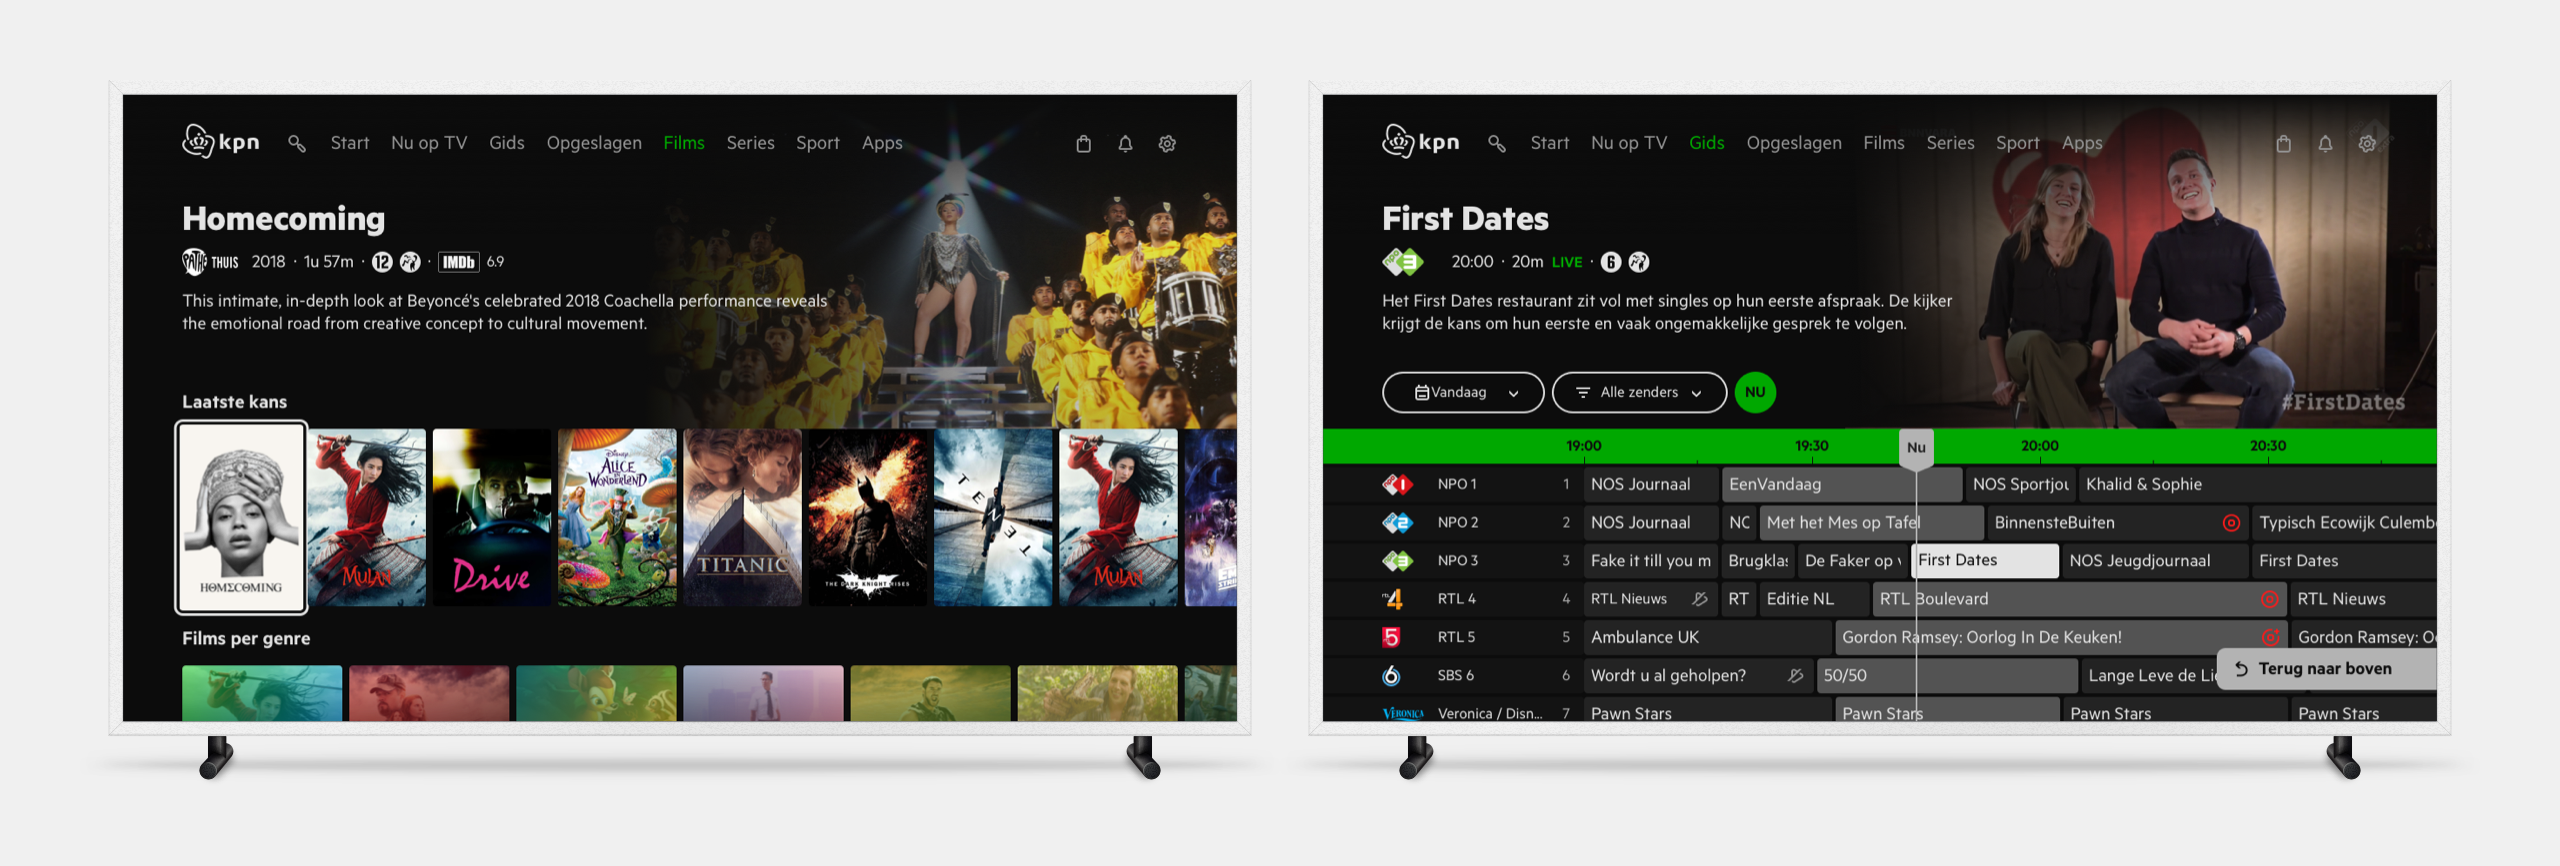 kpn Start Nu op TV Gids Opgeslagen Films Series Sport Apps
Homecoming
PATHÉ THUIS 2018 · 1u 57m · 12 · IMDb 6.9
This intimate, in-depth look at Beyoncé's celebrated 2018 Coachella performance reveals
the emotional road from creative concept to cultural movement.
Laatste kans
HOMΣCOMING
MULAN
Drive
Disney
ALICE IN
WONDERLAND
TITANIC
THE DARK KNIGHT RISES
TENET
MULAN
Films per genre
kpn Start Nu op TV Gids Opgeslagen Films Series Sport Apps
First Dates
3 20:00 · 20m LIVE · 6
Het First Dates restaurant zit vol met singles op hun eerste afspraak. De kijker
krijgt de kans om hun eerste en vaak ongemakkelijke gesprek te volgen.
#FirstDates
Vandaag Alle zenders NU
19:00 19:30 Nu 20:00 20:30
1 NPO 1 1 NOS Journaal EenVandaag NOS Sportjou Khalid & Sophie
2 NPO 2 2 NOS Journaal NC Met het Mes op Tafel BinnensteBuiten Typisch Ecowijk Culemb
3 NPO 3 3 Fake it till you m Brugklas De Faker op v First Dates NOS Jeugdjournaal First Dates
4 RTL 4 4 RTL Nieuws RT Editie NL RTL Boulevard RTL Nieuws
5 RTL 5 5 Ambulance UK Gordon Ramsey: Oorlog In De Keuken! Gordon Ramsey: O
6 SBS 6 6 Wordt u al geholpen? 50/50 Lange Leve de Li
Terug naar boven
VERONICA Veronica / Disn... 7 Pawn Stars Pawn Stars Pawn Stars Pawn Stars